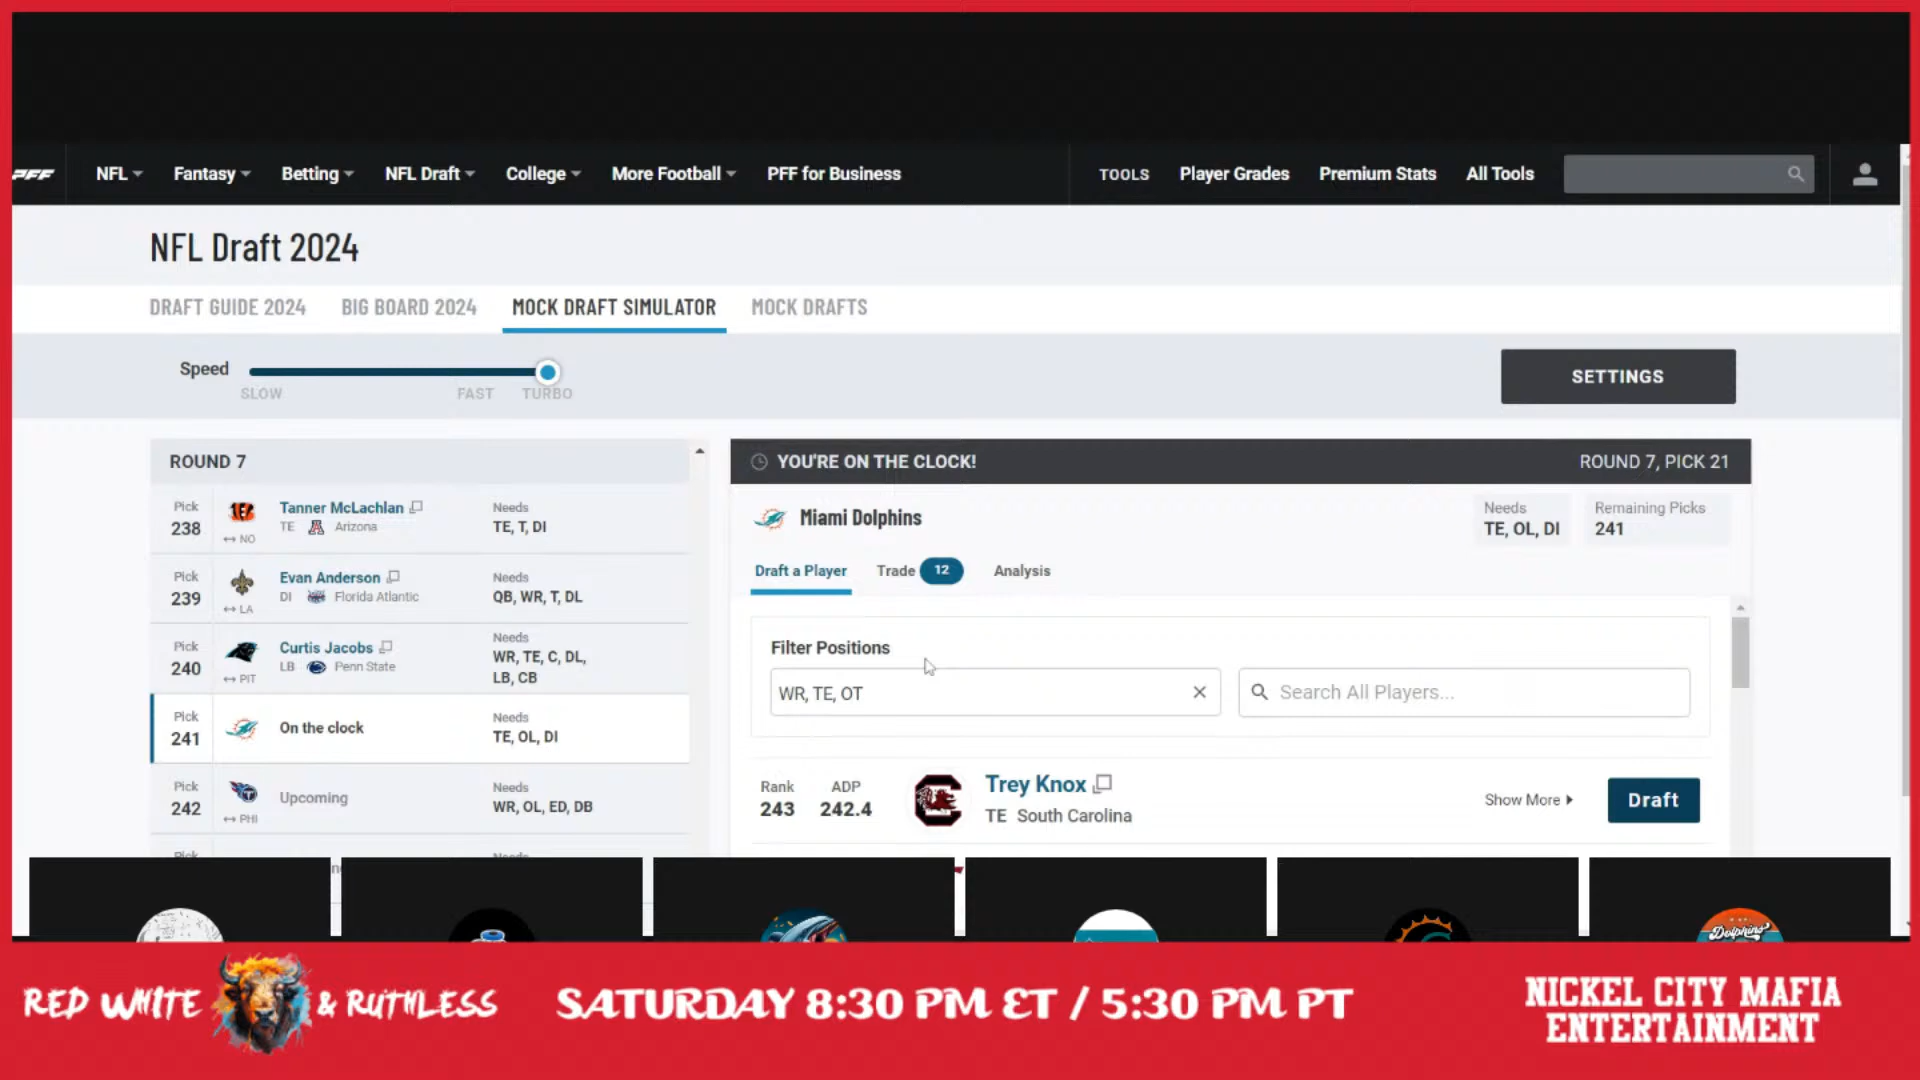 PFF
NFL
Fantasy
Betting
NFL Draft
College
More Football
PFF for Business
TOOLS
Player Grades
Premium Stats
All Tools
NFL Draft 2024
DRAFT GUIDE 2024
BIG BOARD 2024
MOCK DRAFT SIMULATOR
MOCK DRAFTS
Speed
SLOW
FAST
TURBO
SETTINGS
ROUND 7
Pick
238
↔ NO
Tanner McLachlan
TE Arizona
Needs
TE, T, DI
Pick
239
↔ LA
Evan Anderson
DI Florida Atlantic
Needs
QB, WR, T, DL
Pick
240
↔ PIT
Curtis Jacobs
LB Penn State
Needs
WR, TE, C, DL,
LB, CB
Pick
241
On the clock
Needs
TE, OL, DI
Pick
242
↔ PHI
Upcoming
Needs
WR, OL, ED, DB
Pick
Needs
YOU'RE ON THE CLOCK!
ROUND 7, PICK 21
Miami Dolphins
Needs
TE, OL, DI
Remaining Picks
241
Draft a Player
Trade 12
Analysis
Filter Positions
WR, TE, OT
Search All Players...
Rank
243
ADP
242.4
Trey Knox
TE South Carolina
Show More
Draft
Dolphins
RED WHITE & RUTHLESS
SATURDAY 8:30 PM ET / 5:30 PM PT
NICKEL CITY MAFIA
ENTERTAINMENT